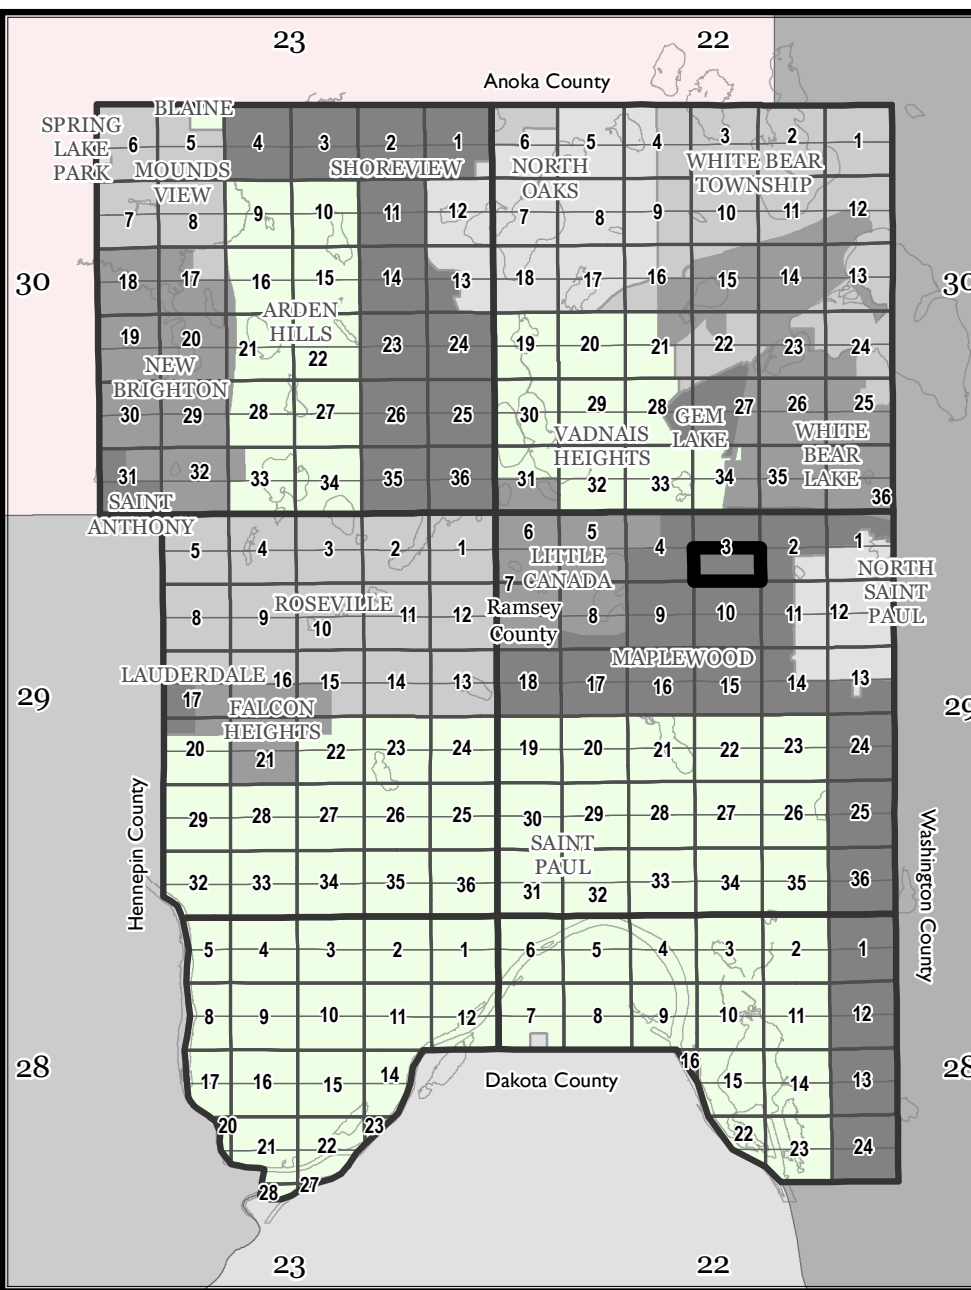 23 22
Anoka County
BLAINE
SPRING
LAKE
PARK
6 5 4 3 2 1 6 5 4 3 2 1
MOUNDS
VIEW
SHOREVIEW
NORTH
OAKS
WHITE BEAR
TOWNSHIP
7 8 9 10 11 12 7 8 9 10 11 12
30 18 17 16 15 14 13 18 17 16 15 14 13 30
ARDEN
HILLS
19 20 21 22 23 24 19 20 21 22 23 24
NEW
BRIGHTON
30 29 28 27 26 25 30 29 28 27 26 25
GEM
LAKE
VADNAIS
HEIGHTS
WHITE
BEAR
LAKE
31 32 33 34 35 36 31 32 33 34 35 36
SAINT
ANTHONY
5 4 3 2 1 6 5 4 3 2 1
LITTLE
CANADA
NORTH
SAINT
PAUL
8 9 10 11 12 7 8 9 10 11 12
ROSEVILLE
Ramsey
County
MAPLEWOOD
LAUDERDALE
29 17 16 15 14 13 18 17 16 15 14 13 29
FALCON
HEIGHTS
20 21 22 23 24 19 20 21 22 23 24
29 28 27 26 25 30 29 28 27 26 25
SAINT
PAUL
Hennepin County
Washington County
32 33 34 35 36 31 32 33 34 35 36
5 4 3 2 1 6 5 4 3 2 1
8 9 10 11 12 7 8 9 10 11 12
28 17 16 15 14 16 15 14 13 28
Dakota County
20 21 22 23 22 23 24
28 27
23 22